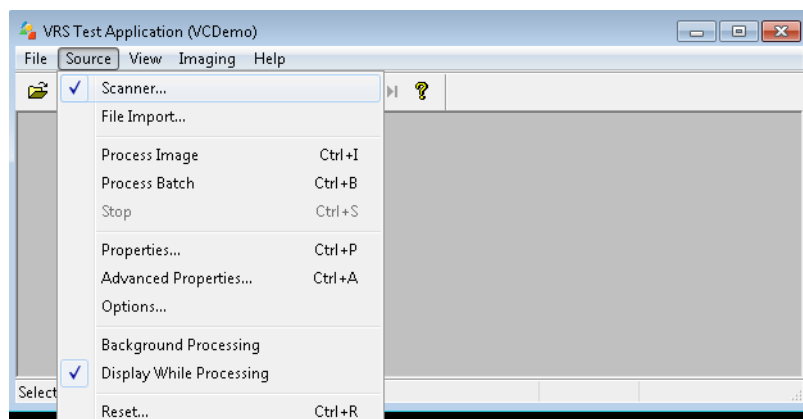 VRS Test Application (VCDemo)
File Source View Imaging Help
Scanner...
File Import...
Process Image Ctrl+I
Process Batch Ctrl+B
Stop Ctrl+S
Properties... Ctrl+P
Advanced Properties... Ctrl+A
Options...
Background Processing
Display While Processing
Select
Reset... Ctrl+R